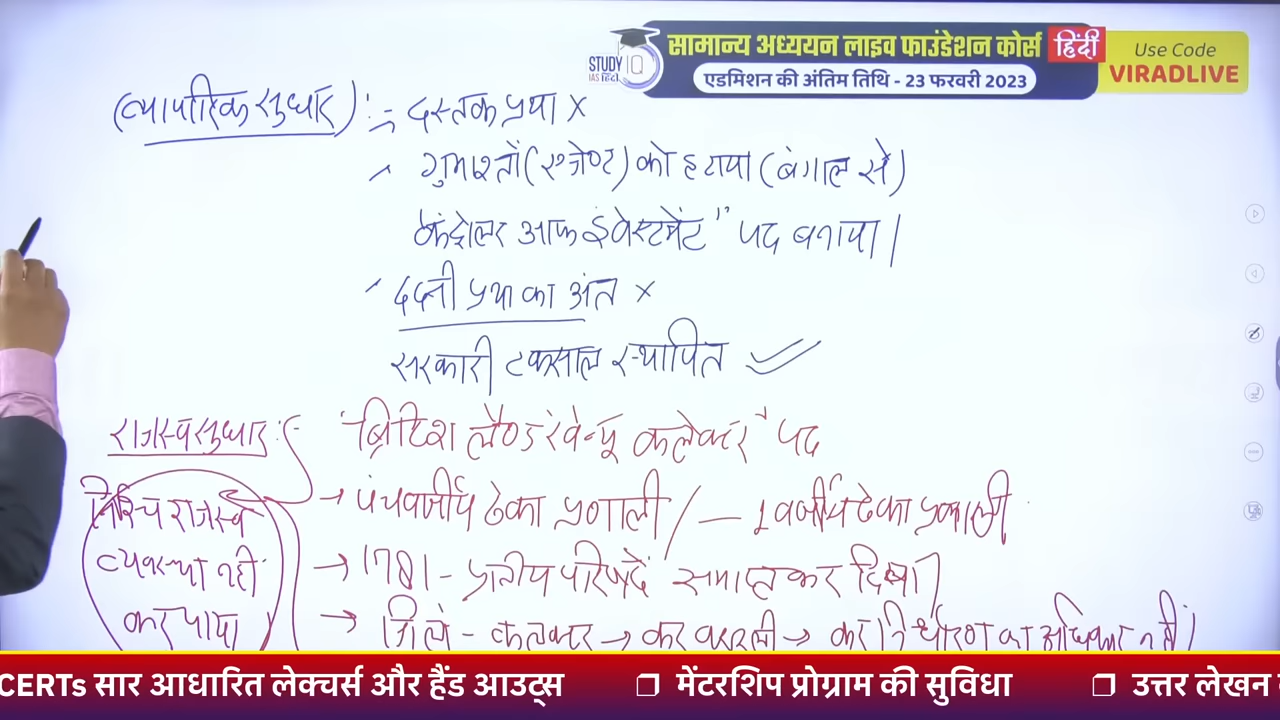 STUDY IQ
IAS हिंदी
सामान्य अध्ययन लाइव फाउंडेशन कोर्स हिंदी
एडमिशन की अंतिम तिथि - 23 फरवरी 2023
Use Code
VIRADLIVE
(व्यापारिक सुधार) :- दस्तक प्रथा ×
गुमाश्तों (एजेण्ट) को हटाया (बंगाल से)
"कंट्रोलर आफ इंवेस्टमेंट" पद बनाया।
ददनी प्रथा का अंत ×
सरकारी टकसाल स्थापित
राजस्व सुधार :- "ब्रिटिश लैण्ड रेवेन्यू कलेक्टर" पद
→ पंचवर्षीय ठेका प्रणाली / — 1 वर्षीय ठेका प्रणाली
निश्चि राजस्व
व्यवस्था नहीं
कर पाया
→ 1781 - प्रान्तीय परिषदें समाप्त कर दिया
→ जिले - कलक्टर → कर वसूली → कर निर्धारण का अधिकार नहीं।
CERTs सार आधारित लेक्चर्स और हैंड आउट्स ❐ मेंटरशिप प्रोग्राम की सुविधा ❐ उत्तर लेखन